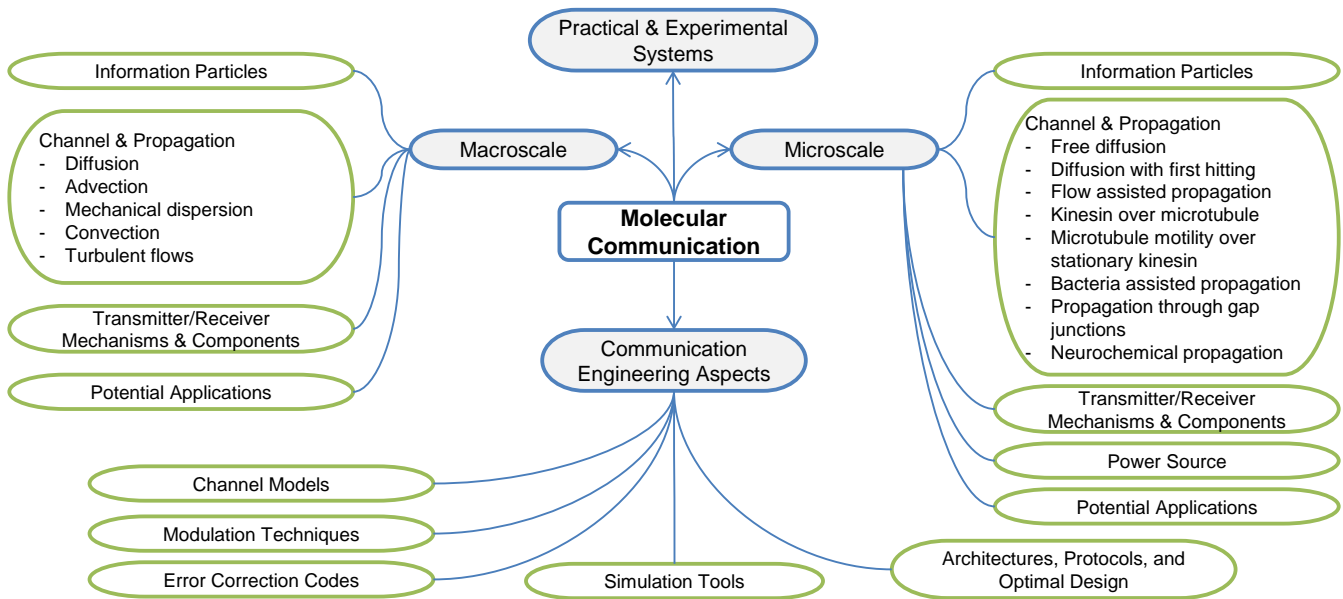 Practical & Experimental
Systems
Information Particles
Channel & Propagation
- Diffusion
- Advection
- Mechanical dispersion
- Convection
- Turbulent flows
Transmitter/Receiver
Mechanisms & Components
Potential Applications
Macroscale
Microscale
Molecular
Communication
Information Particles
Channel & Propagation
- Free diffusion
- Diffusion with first hitting
- Flow assisted propagation
- Kinesin over microtubule
- Microtubule motility over
stationary kinesin
- Bacteria assisted propagation
- Propagation through gap
junctions
- Neurochemical propagation
Transmitter/Receiver
Mechanisms & Components
Power Source
Potential Applications
Communication
Engineering Aspects
Channel Models
Modulation Techniques
Error Correction Codes
Simulation Tools
Architectures, Protocols, and
Optimal Design